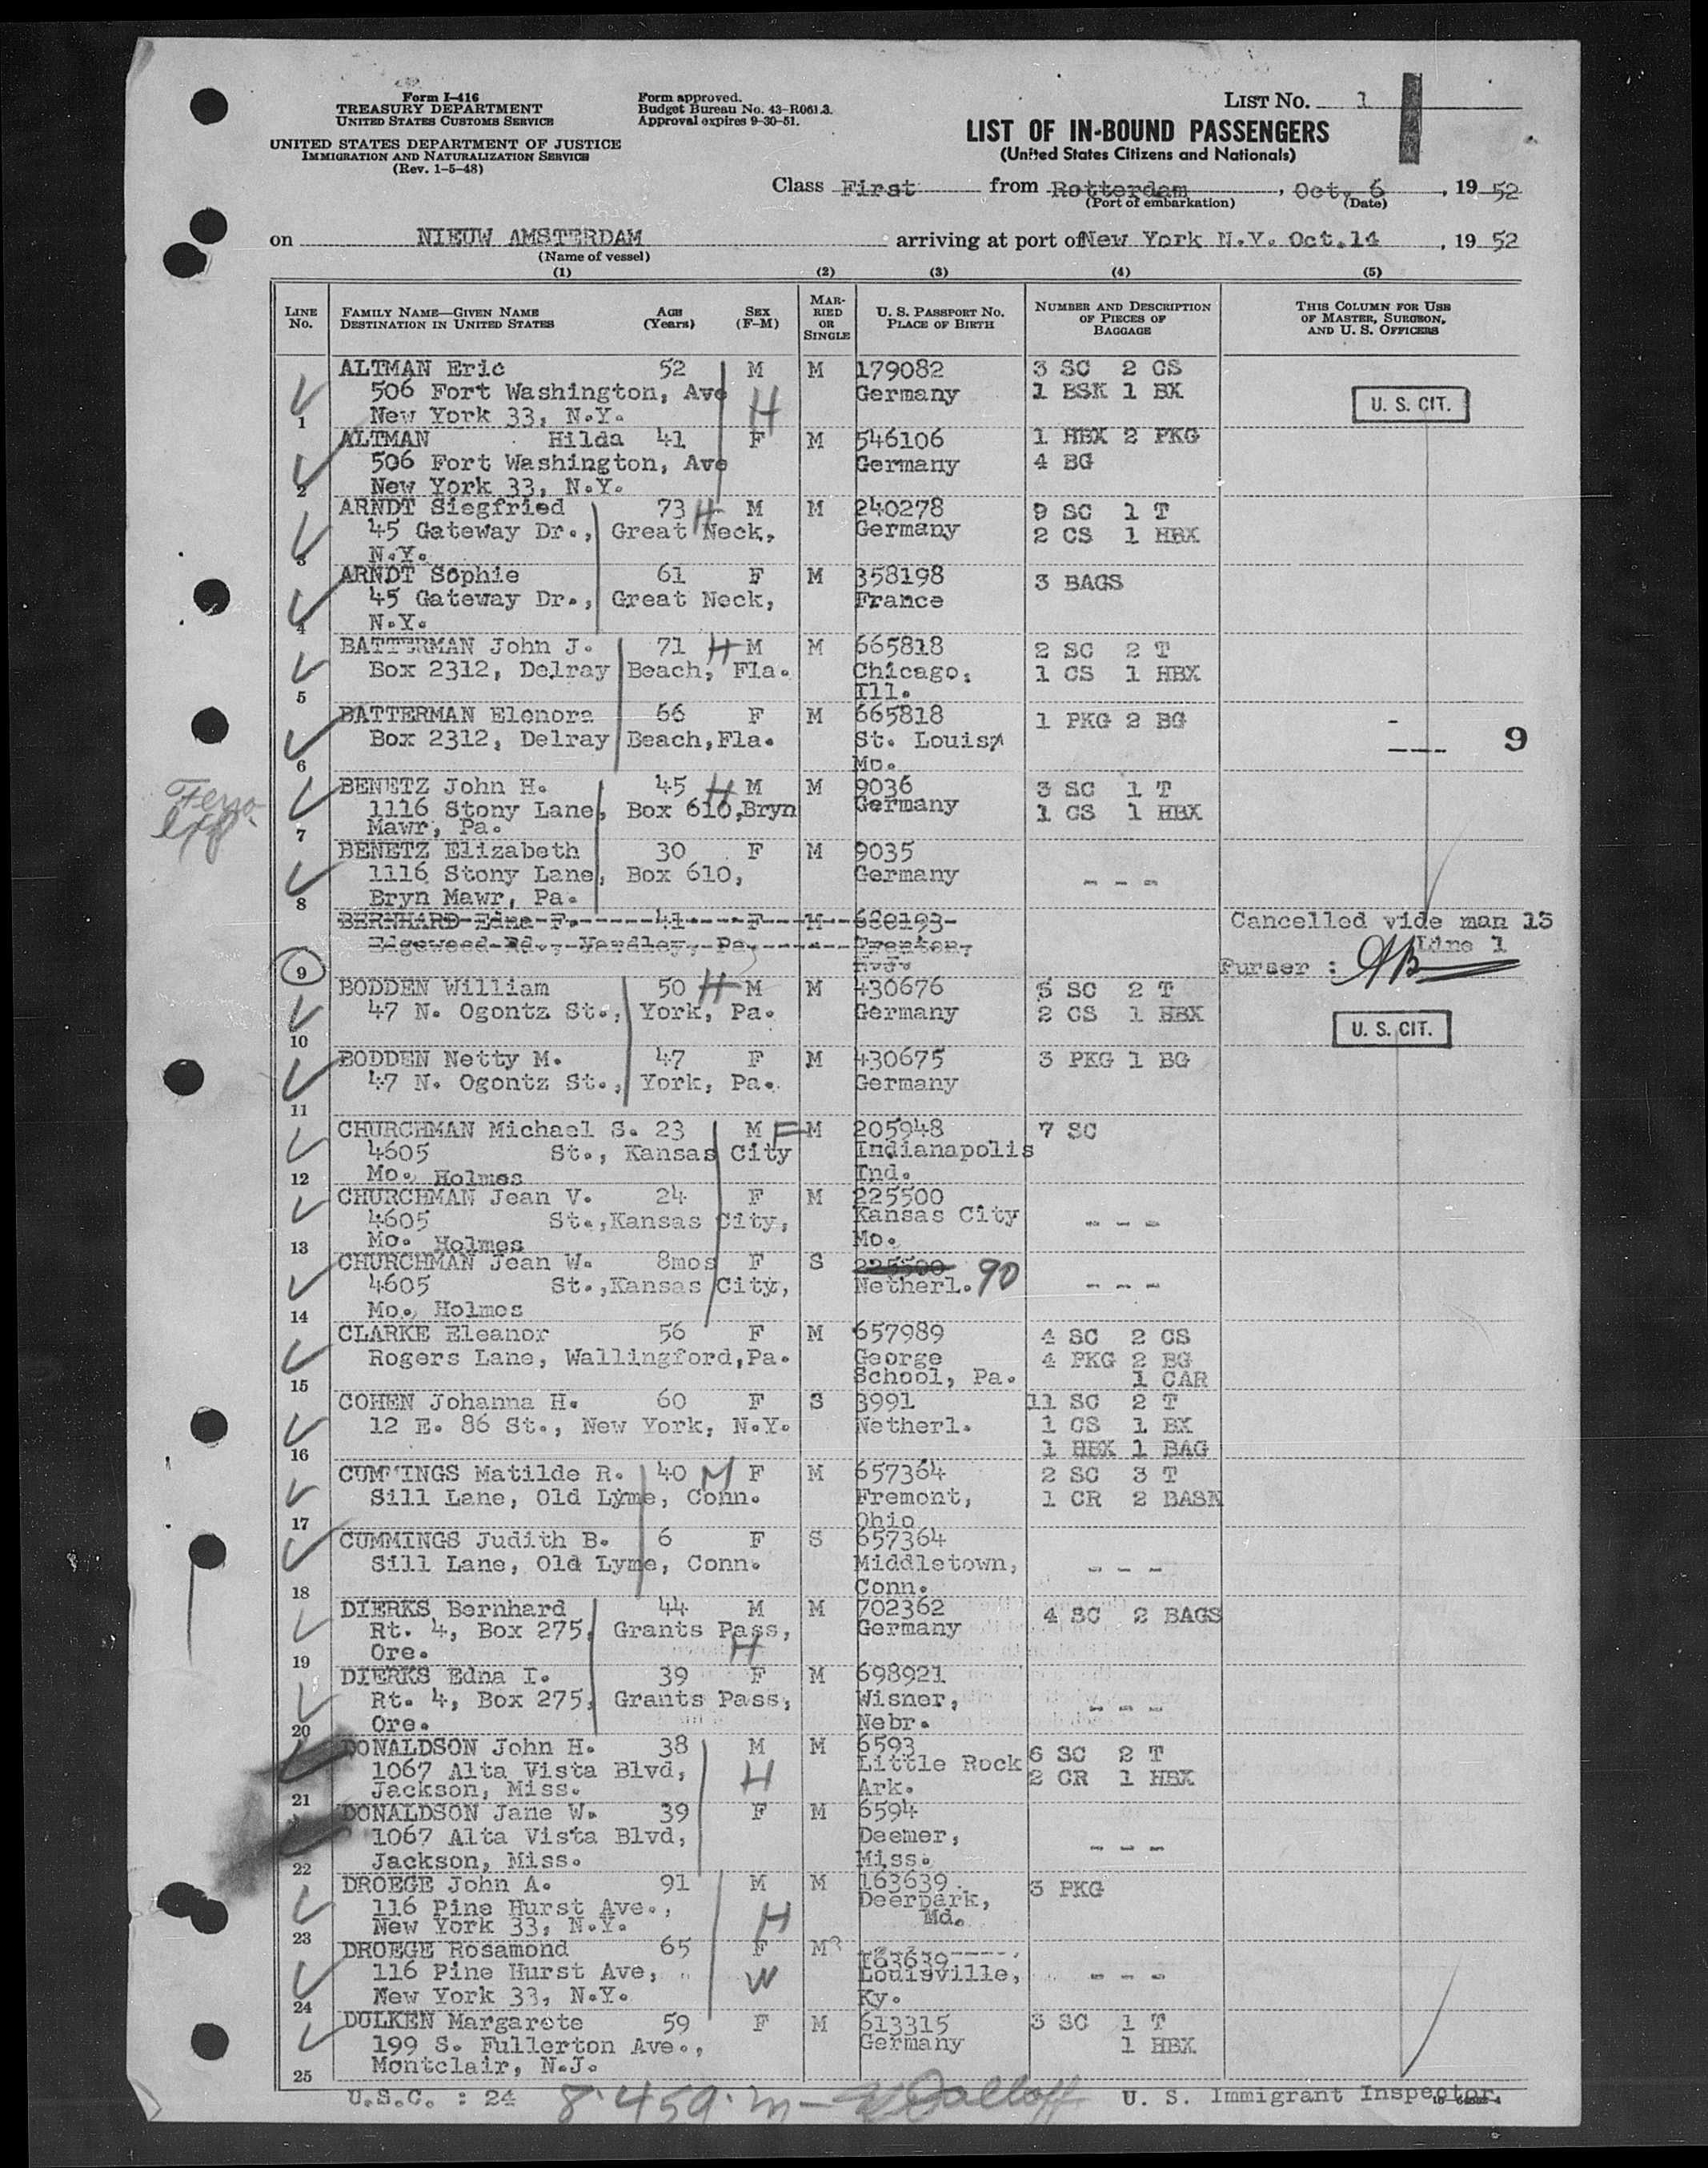 Form I-416
TREASURY DEPARTMENT
UNITED STATES CUSTOMS SERVICE
UNITED STATES DEPARTMENT OF JUSTICE
IMMIGRATION AND NATURALIZATION SERVICE
(Rev. 1-5-48)
Form approved.
Budget Bureau No. 43-R061.3.
Approval expires 9-30-51.
LIST NO. 1
LIST OF IN-BOUND PASSENGERS
(United States Citizens and Nationals)
Class First from Rotterdam, Oct. 6, 19 52
(Port of embarkation) (Date)
on NIEUW AMSTERDAM arriving at port of New York N.Y. Oct.14, 19 52
(Name of vessel)
(1) (2) (3) (4) (5)
LINE No. FAMILY NAME—GIVEN NAME DESTINATION IN UNITED STATES AGE (Years) SEX (F-M) MARRIED OR SINGLE U. S. PASSPORT NO. PLACE OF BIRTH NUMBER AND DESCRIPTION OF PIECES OF BAGGAGE THIS COLUMN FOR USE OF MASTER, SURGEON, AND U. S. OFFICERS
ALTMAN Eric 52 M M 179082 3 SC 2 CS
506 Fort Washington, Ave Germany 1 BSK 1 BX U. S. CIT.
1 New York 33, N.Y. H
ALTMAN Hilda 41 F M 546106 1 HBX 2 PKG
506 Fort Washington, Ave Germany 4 BG
2 New York 33, N.Y.
ARNDT Siegfried 73 H M M 240278 9 SC 1 T
45 Gateway Dr., Great Neck, Germany 2 CS 1 HBX
3 N.Y.
ARNDT Sophie 61 F M 358198 3 BAGS
45 Gateway Dr., Great Neck, France
4 N.Y.
BATTERMAN John J. 71 H M M 665818 2 SC 2 T
Box 2312, Delray Beach, Fla. Chicago, 1 CS 1 HBX
5 Ill.
BATTERMAN Elenora 66 F M 665818 1 PKG 2 BG
Box 2312, Delray Beach,Fla. St. Louis, - --- 9
6 Mo.
BENETZ John H. 45 H M M 9036 3 SC 1 T
1116 Stony Lane, Box 610,Bryn Germany 1 CS 1 HBX
7 Mawr, Pa.
BENETZ Elizabeth 30 F M 9035
1116 Stony Lane, Box 610, Germany - - -
8 Bryn Mawr, Pa.
BERNHARD Edna F. 41 F M 680193 Cancelled vide man 15
Edgewood Rd., Yardley, Pa. Trenton, Line 1
9 N.J. Purser :
BODDEN William 50 H M M 430676 5 SC 2 T
47 N. Ogontz St., York, Pa. Germany 2 CS 1 HBX U. S. CIT.
10
BODDEN Netty M. 47 F M 430675 3 PKG 1 BG
47 N. Ogontz St., York, Pa. Germany
11
CHURCHMAN Michael S. 23 M F M 205948 7 SC
4605 St., Kansas City Indianapolis
12 Mo. Holmes Ind.
CHURCHMAN Jean V. 24 F M 225500
4605 St.,Kansas City, Kansas City - - -
13 Mo. Holmes Mo.
CHURCHMAN Jean W. 8mos F S 225500
4605 St.,Kansas City, Netherl. 90 - - -
14 Mo. Holmes
CLARKE Eleanor 56 F M 657989 4 SC 2 CS
Rogers Lane, Wallingford,Pa. George 4 PKG 2 BG
15 School, Pa. 1 CAR
COHEN Johanna H. 60 F S 3991 11 SC 2 T
12 E. 86 St., New York, N.Y. Netherl. 1 CS 1 BX
16 1 HBX 1 BAG
CUMMINGS Matilde R. 40 M F M 657364 2 SC 3 T
Sill Lane, Old Lyme, Conn. Fremont, 1 CR 2 BASK
17 Ohio
CUMMINGS Judith B. 6 F S 657364
Sill Lane, Old Lyme, Conn. Middletown, - - -
18 Conn.
DIERKS Bernhard 44 M M 702362 4 SC 2 BAGS
Rt. 4, Box 275, Grants Pass, Germany
19 Ore. H
DIERKS Edna I. 39 F M 698921
Rt. 4, Box 275, Grants Pass, Wisner, - - -
20 Ore. Nebr.
DONALDSON John H. 38 M M 6593 6 SC 2 T
1067 Alta Vista Blvd, H Little Rock 2 CR 1 HBX
21 Jackson, Miss. Ark.
DONALDSON Jane W. 39 F M 6594
1067 Alta Vista Blvd, Deemer, - - -
22 Jackson, Miss. Miss.
DROEGE John A. 91 M M 163639 3 PKG
116 Pine Hurst Ave., Deerpark,
23 New York 33, N.Y. H Md.
DROEGE Rosamond 65 F M 163639
116 Pine Hurst Ave, W Louisville, - - -
24 New York 33, N.Y. Ky.
DULKEN Margarete 59 F M 613315 3 SC 1 T
199 S. Fullerton Ave., Germany 1 HBX
25 Montclair, N.J.
U.S.C. : 24 U. S. Immigrant Inspector.